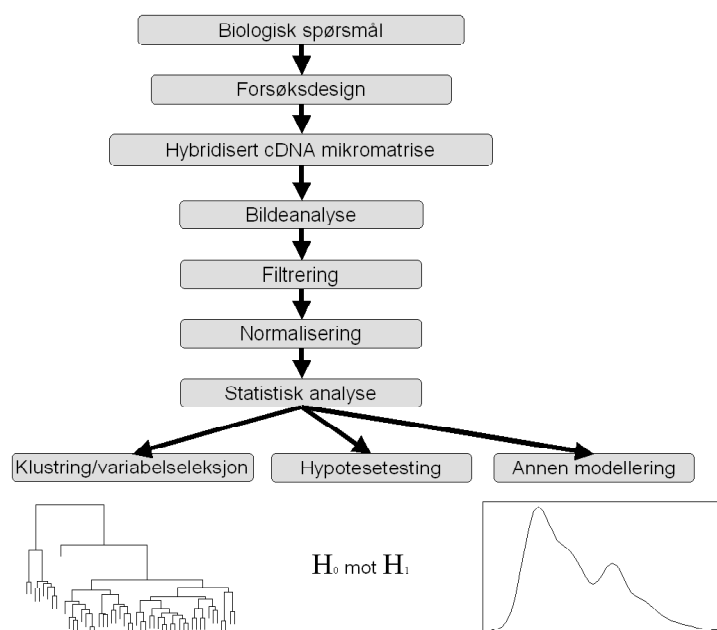 Biologisk spørsmål
Forsøksdesign
Hybridisert cDNA mikromatrise
Bildeanalyse
Filtrering
Normalisering
Statistisk analyse
Klustring/variabelseleksjon
Hypotesetesting
Annen modellering
H₀ mot H₁